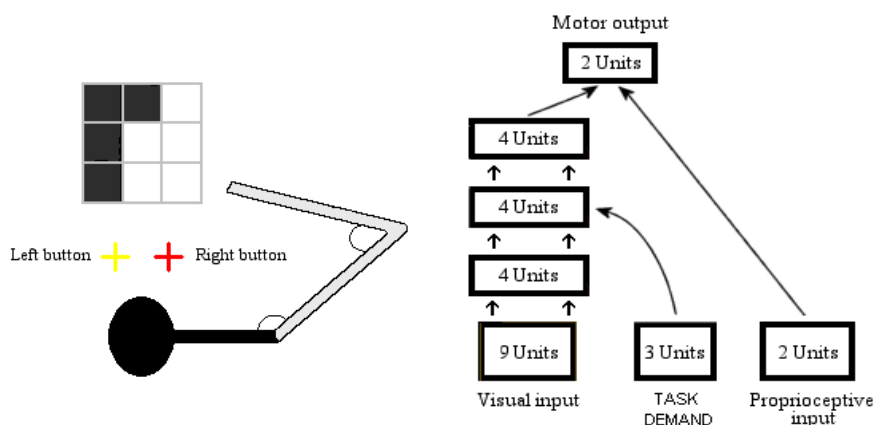 Left button
Right button
Motor output
2 Units
4 Units
4 Units
4 Units
9 Units
3 Units
2 Units
Visual input
TASK
DEMAND
Proprioceptive
input